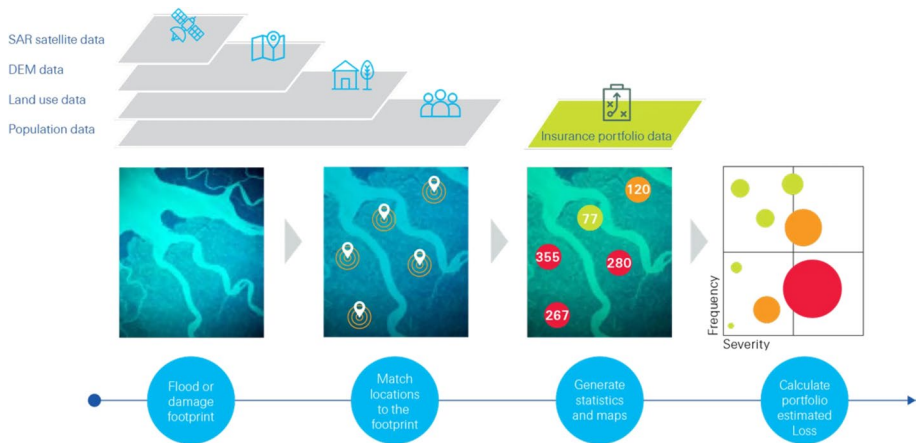 SAR satellite data
DEM data
Land use data
Population data
Insurance portfolio data
120
77
355
280
267
Frequency
Severity
Flood or
damage
footprint
Match
locations
to the
footprint
Generate
statistics
and maps
Calculate
portfolio
estimated
Loss